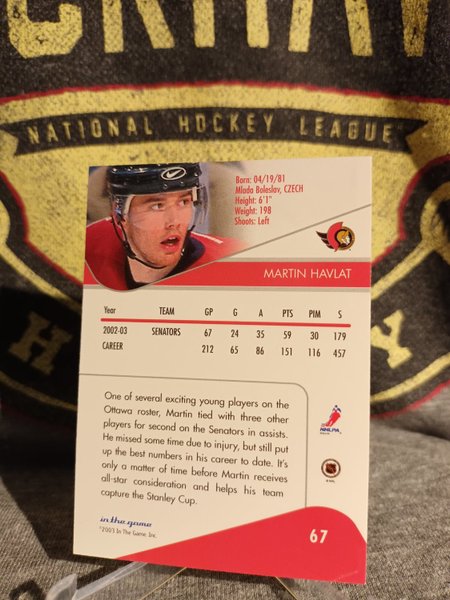 NATIONAL HOCKEY LEAGUE
Born: 04/19/81
Mlada Boleslav, CZECH
Height: 6'1"
Weight: 198
Shoots: Left
MARTIN HAVLAT
Year TEAM GP G A PTS PIM S
2002-03 SENATORS 67 24 35 59 30 179
CAREER 212 65 86 151 116 457
One of several exciting young players on the
Ottawa roster, Martin tied with three other
players for second on the Senators in assists.
He missed some time due to injury, but still put
up the best numbers in his career to date. It's
only a matter of time before Martin receives
all-star consideration and helps his team
capture the Stanley Cup.
NHLPA
in the game
©2003 In The Game, Inc.
67